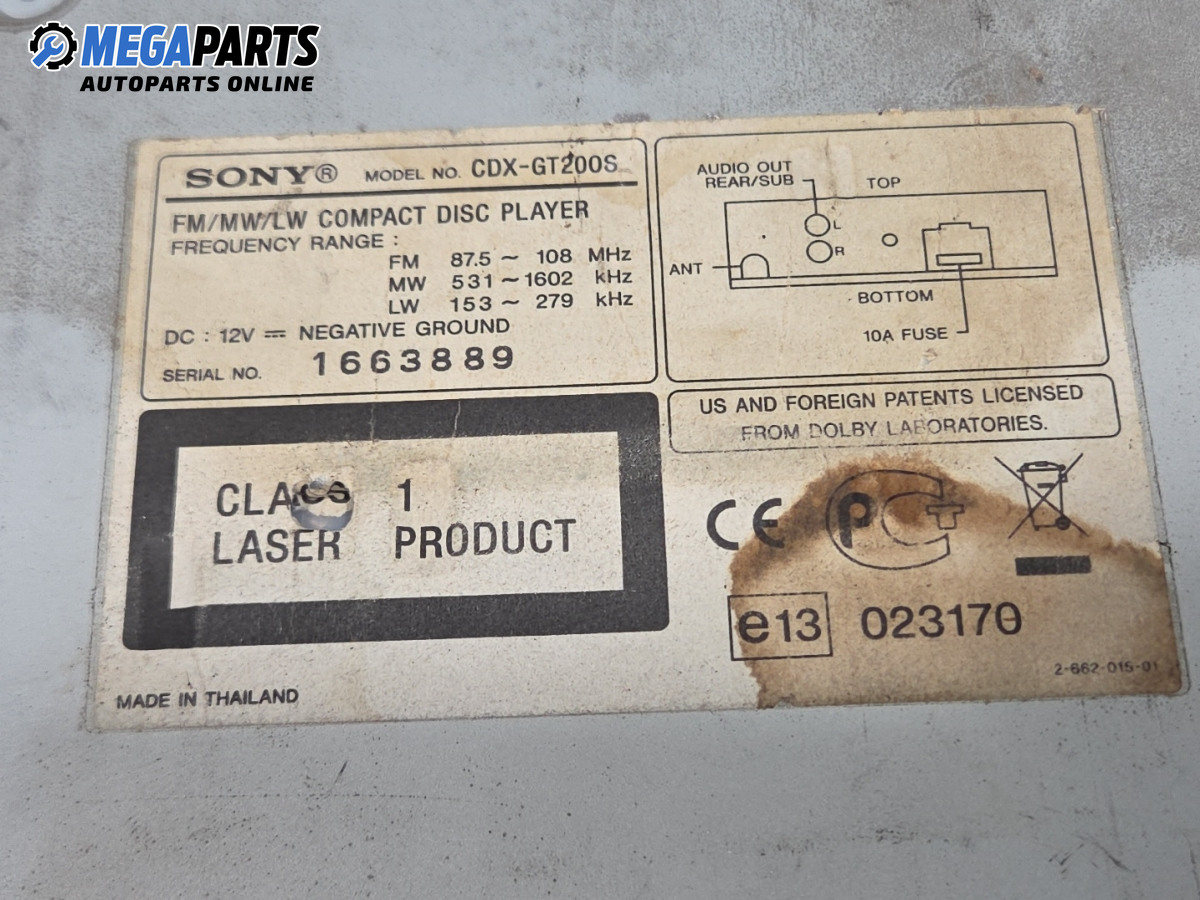 MEGAPARTS
AUTOPARTS ONLINE
SONY® MODEL NO. CDX-GT200S
FM/MW/LW COMPACT DISC PLAYER
FREQUENCY RANGE :
FM 87.5 ~ 108 MHz
MW 531 ~ 1602 kHz
LW 153 ~ 279 kHz
DC : 12V ⎓ NEGATIVE GROUND
SERIAL NO. 1663889
AUDIO OUT
REAR/SUB
TOP
L
R
ANT
BOTTOM
10A FUSE
US AND FOREIGN PATENTS LICENSED
FROM DOLBY LABORATORIES.
CLASS 1
LASER PRODUCT
CE PC+
e13 023170
2-662-015-01
MADE IN THAILAND